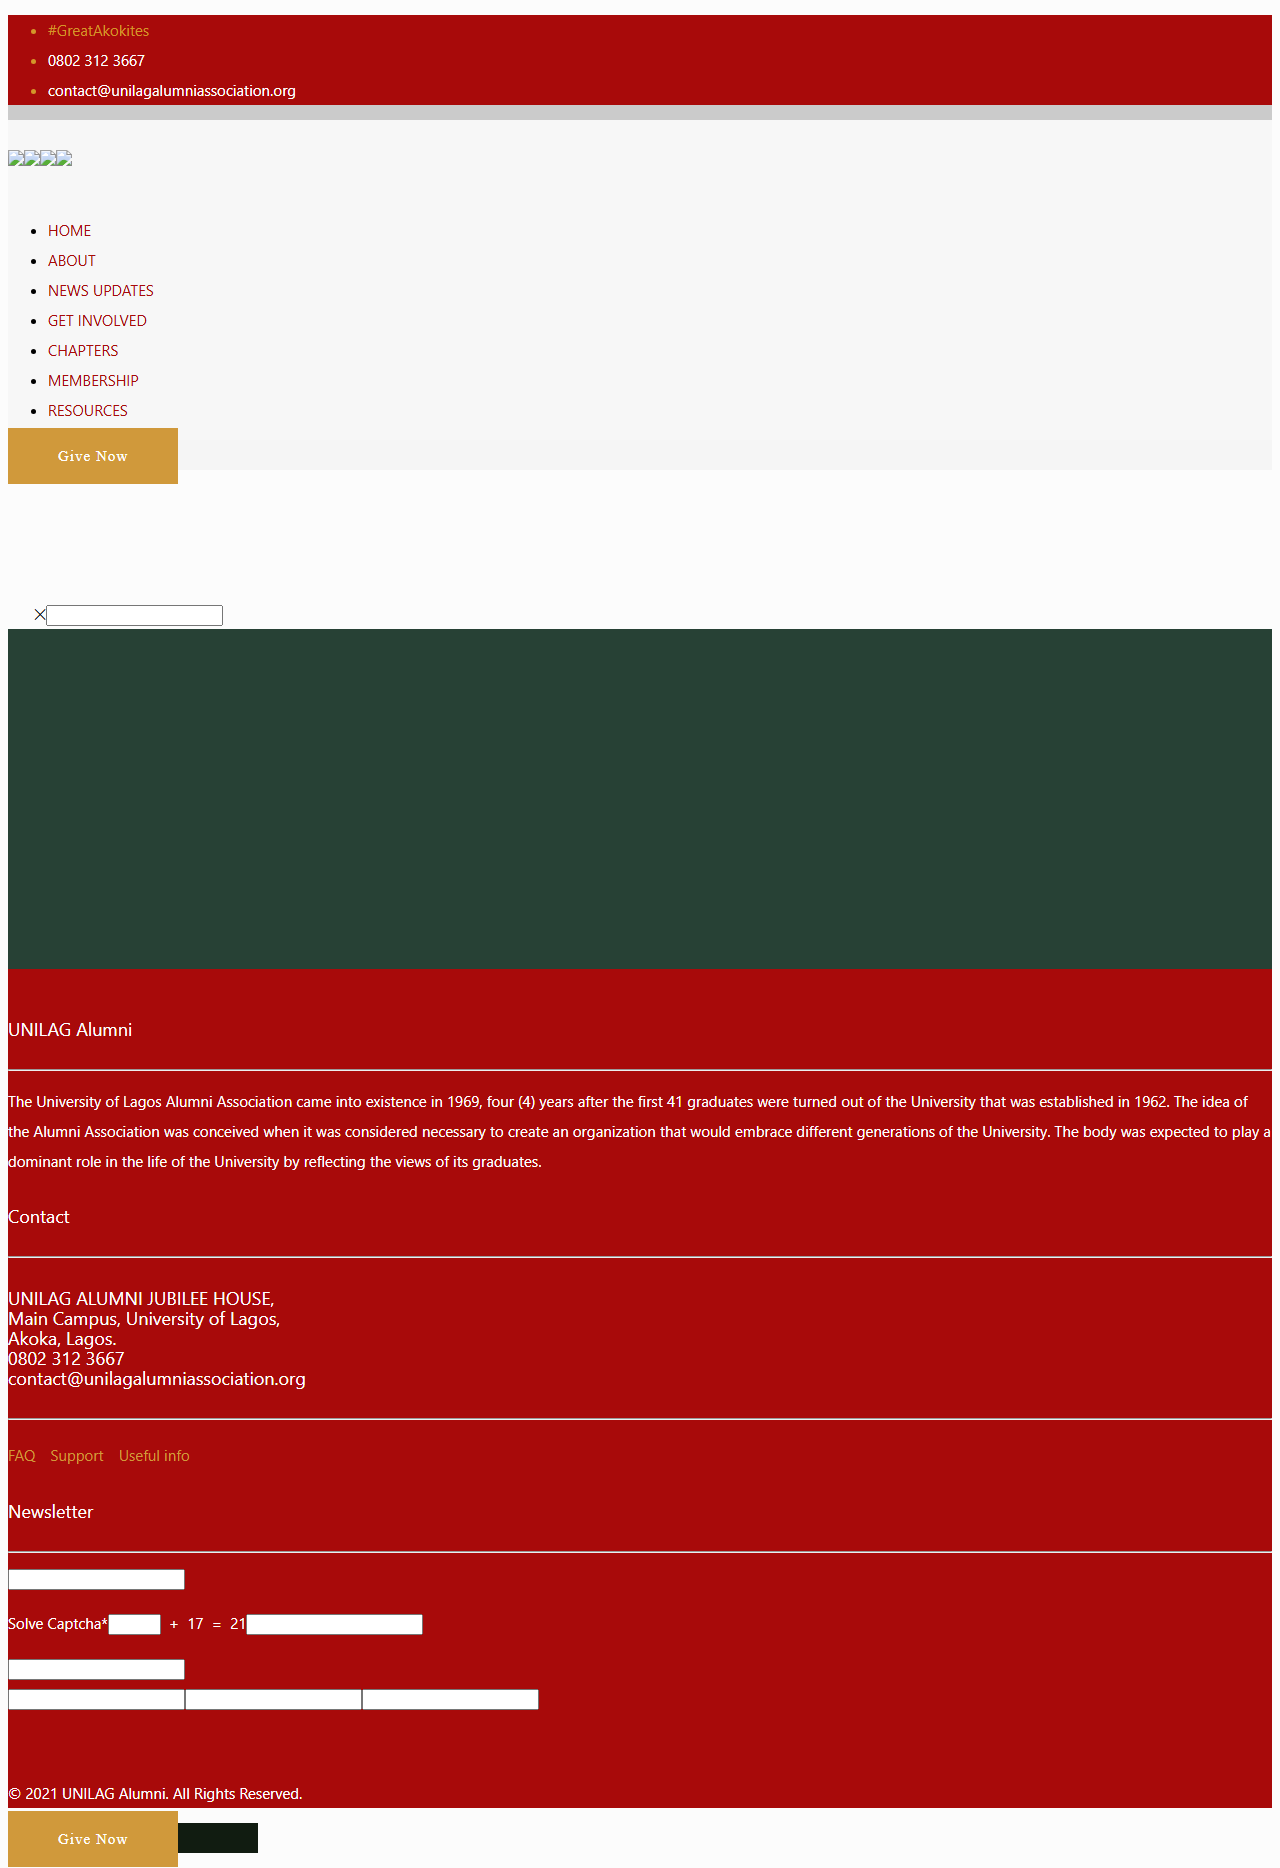 #GreatAkokites
0802 312 3667
contact@unilagalumniassociation.org
HOME
ABOUT
NEWS UPDATES
GET INVOLVED
CHAPTERS
MEMBERSHIP
RESOURCES
Give Now
UNILAG Alumni
The University of Lagos Alumni Association came into existence in 1969, four (4) years after the first 41 graduates were turned out of the University that was established in 1962. The idea of
the Alumni Association was conceived when it was considered necessary to create an organization that would embrace different generations of the University. The body was expected to play a
dominant role in the life of the University by reflecting the views of its graduates.
Contact
UNILAG ALUMNI JUBILEE HOUSE,
Main Campus, University of Lagos,
Akoka, Lagos.
0802 312 3667
contact@unilagalumniassociation.org
FAQ Support Useful info
Newsletter
Solve Captcha* + 17 = 21
© 2021 UNILAG Alumni. All Rights Reserved.
Give Now